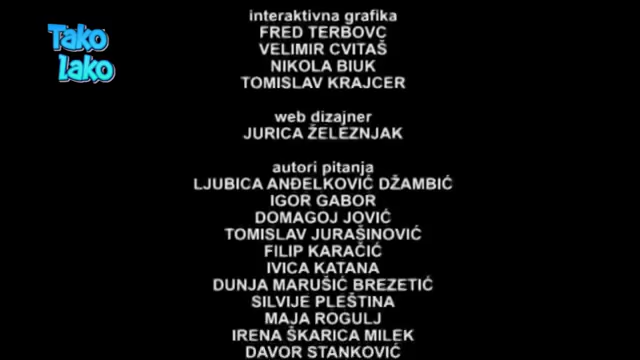 Tako
lako
interaktivna grafika
FRED TERBOVC
VELIMIR CVITAŠ
NIKOLA BIUK
TOMISLAV KRAJCER
web dizajner
JURICA ŽELEZNJAK
autori pitanja
LJUBICA ANĐELKOVIĆ DŽAMBIĆ
IGOR GABOR
DOMAGOJ JOVIĆ
TOMISLAV JURAŠINOVIĆ
FILIP KARAČIĆ
IVICA KATANA
DUNJA MARUŠIĆ BREZETIĆ
SILVIJE PLEŠTINA
MAJA ROGULJ
IRENA ŠKARICA MILEK
DAVOR STANKOVIĆ